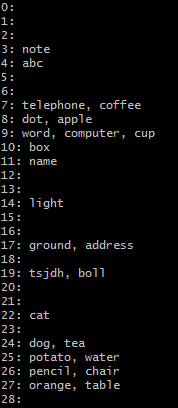 0:
1:
2:
3: note
4: abc
5:
6:
7: telephone, coffee
8: dot, apple
9: word, computer, cup
10: box
11: name
12:
13:
14: light
15:
16:
17: ground, address
18:
19: tsjdh, boll
20:
21:
22: cat
23:
24: dog, tea
25: potato, water
26: pencil, chair
27: orange, table
28: